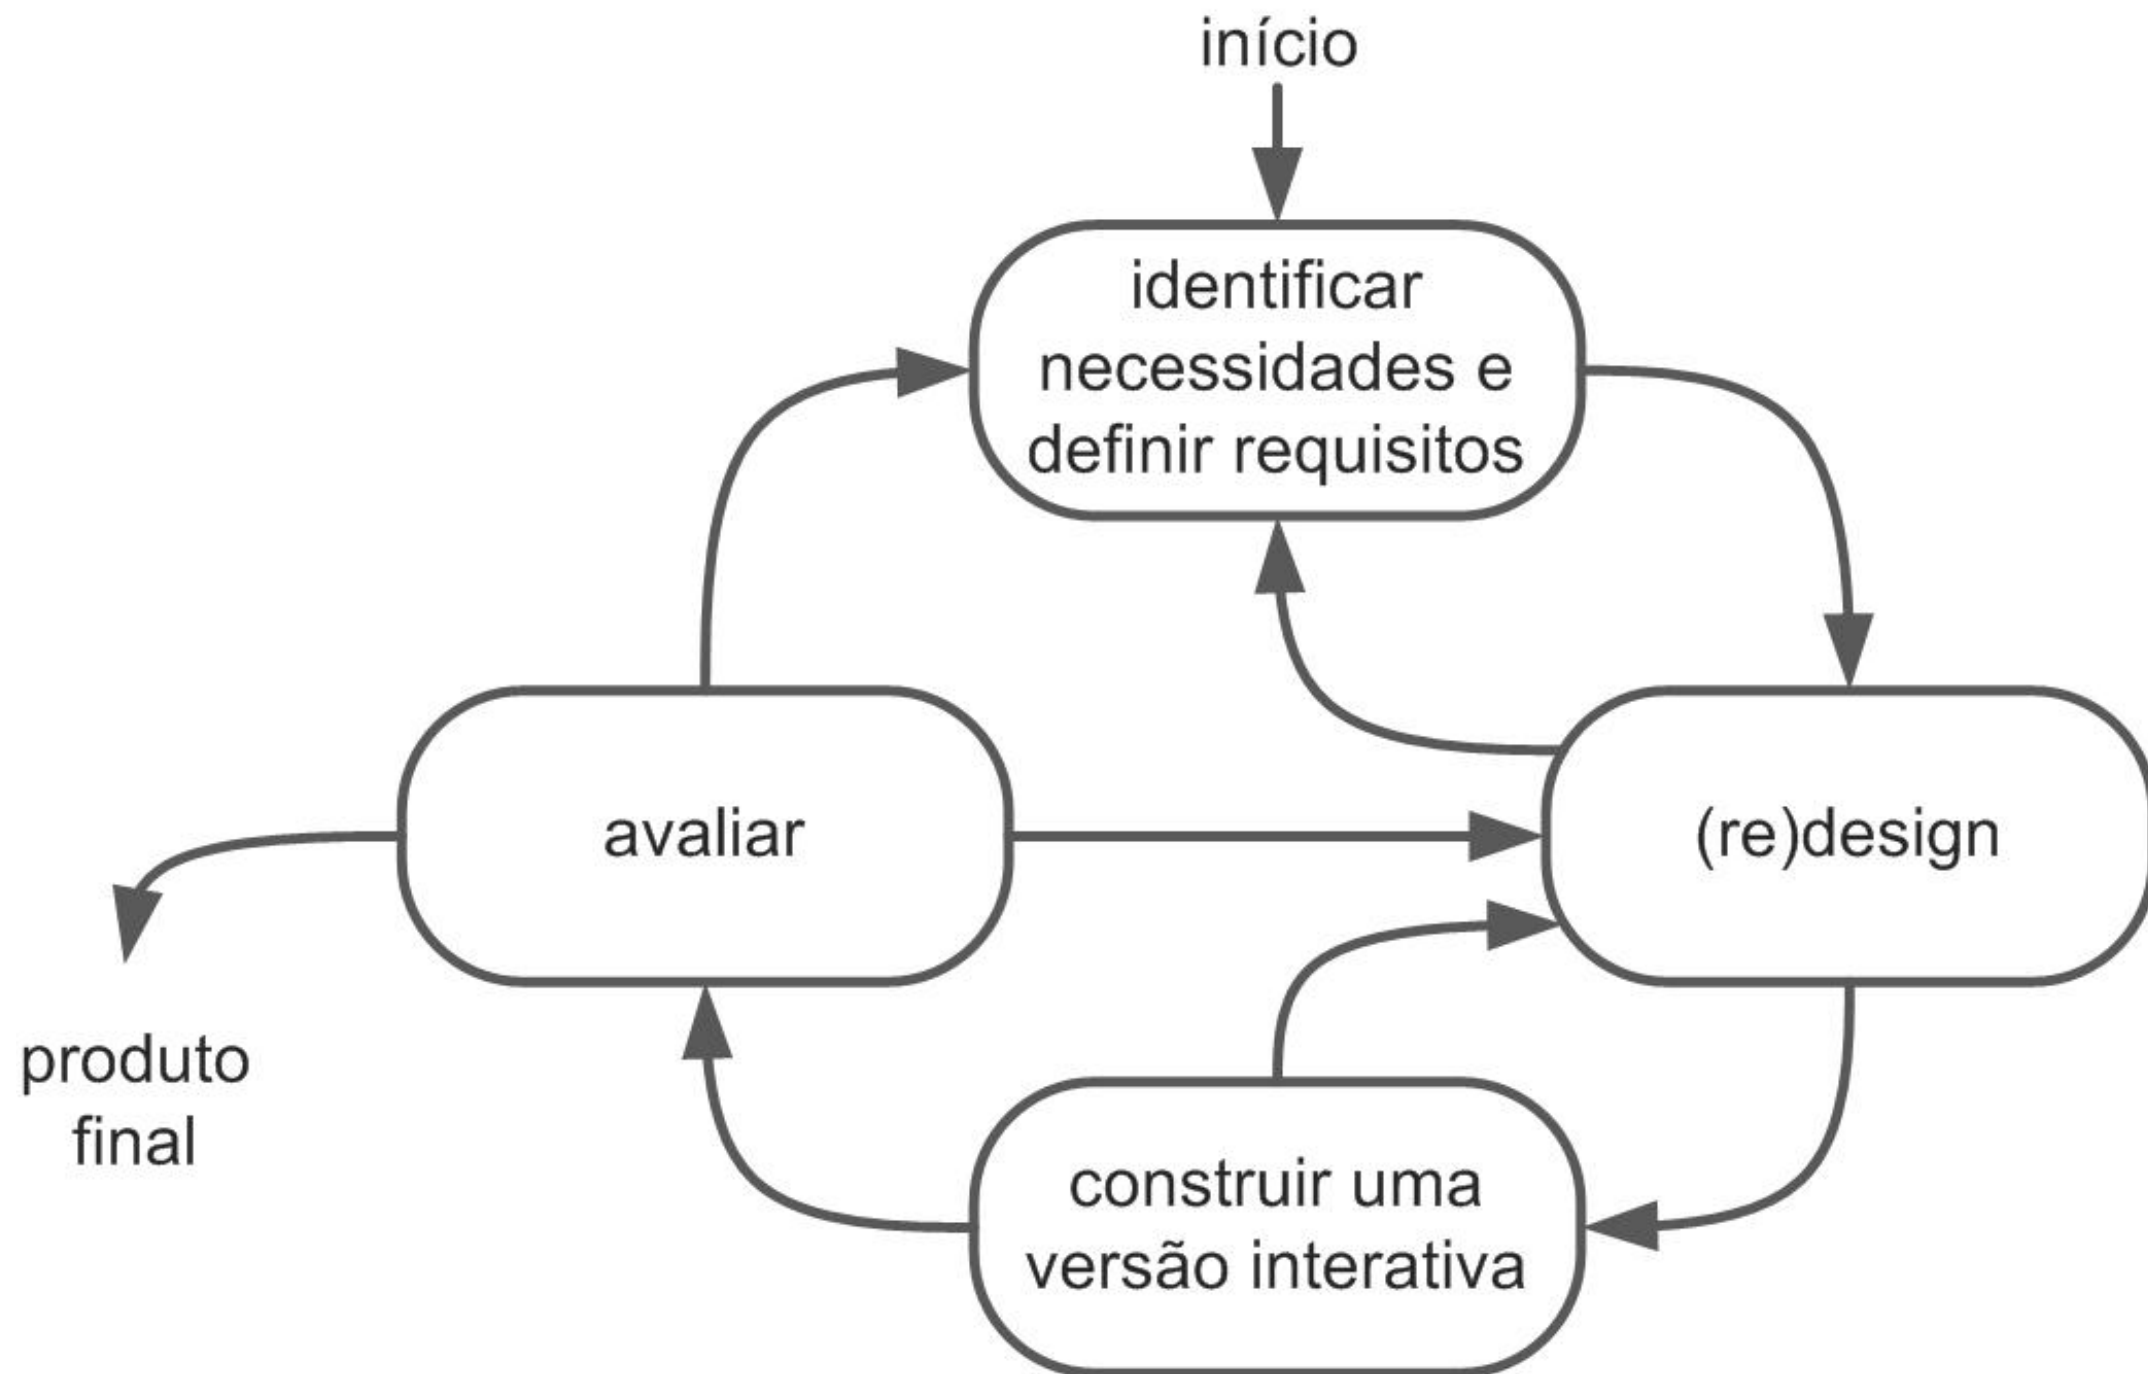 início
identificar
necessidades e
definir requisitos
avaliar
(re)design
produto
final
construir uma
versão interativa